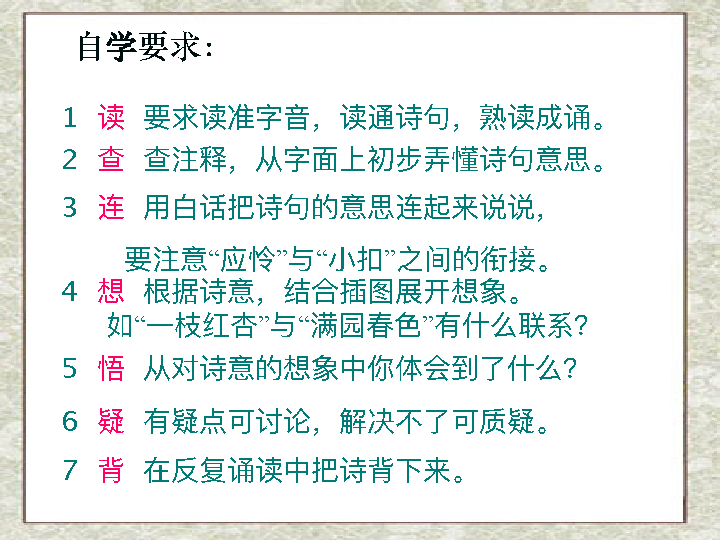 自学要求：
1 读 要求读准字音，读通诗句，熟读成诵。
2 查 查注释，从字面上初步弄懂诗句意思。
3 连 用白话把诗句的意思连起来说说，
要注意“应怜”与“小扣”之间的衔接。
4 想 根据诗意，结合插图展开想象。
如“一枝红杏”与“满园春色”有什么联系？
5 悟 从对诗意的想象中你体会到了什么？
6 疑 有疑点可讨论，解决不了可质疑。
7 背 在反复诵读中把诗背下来。